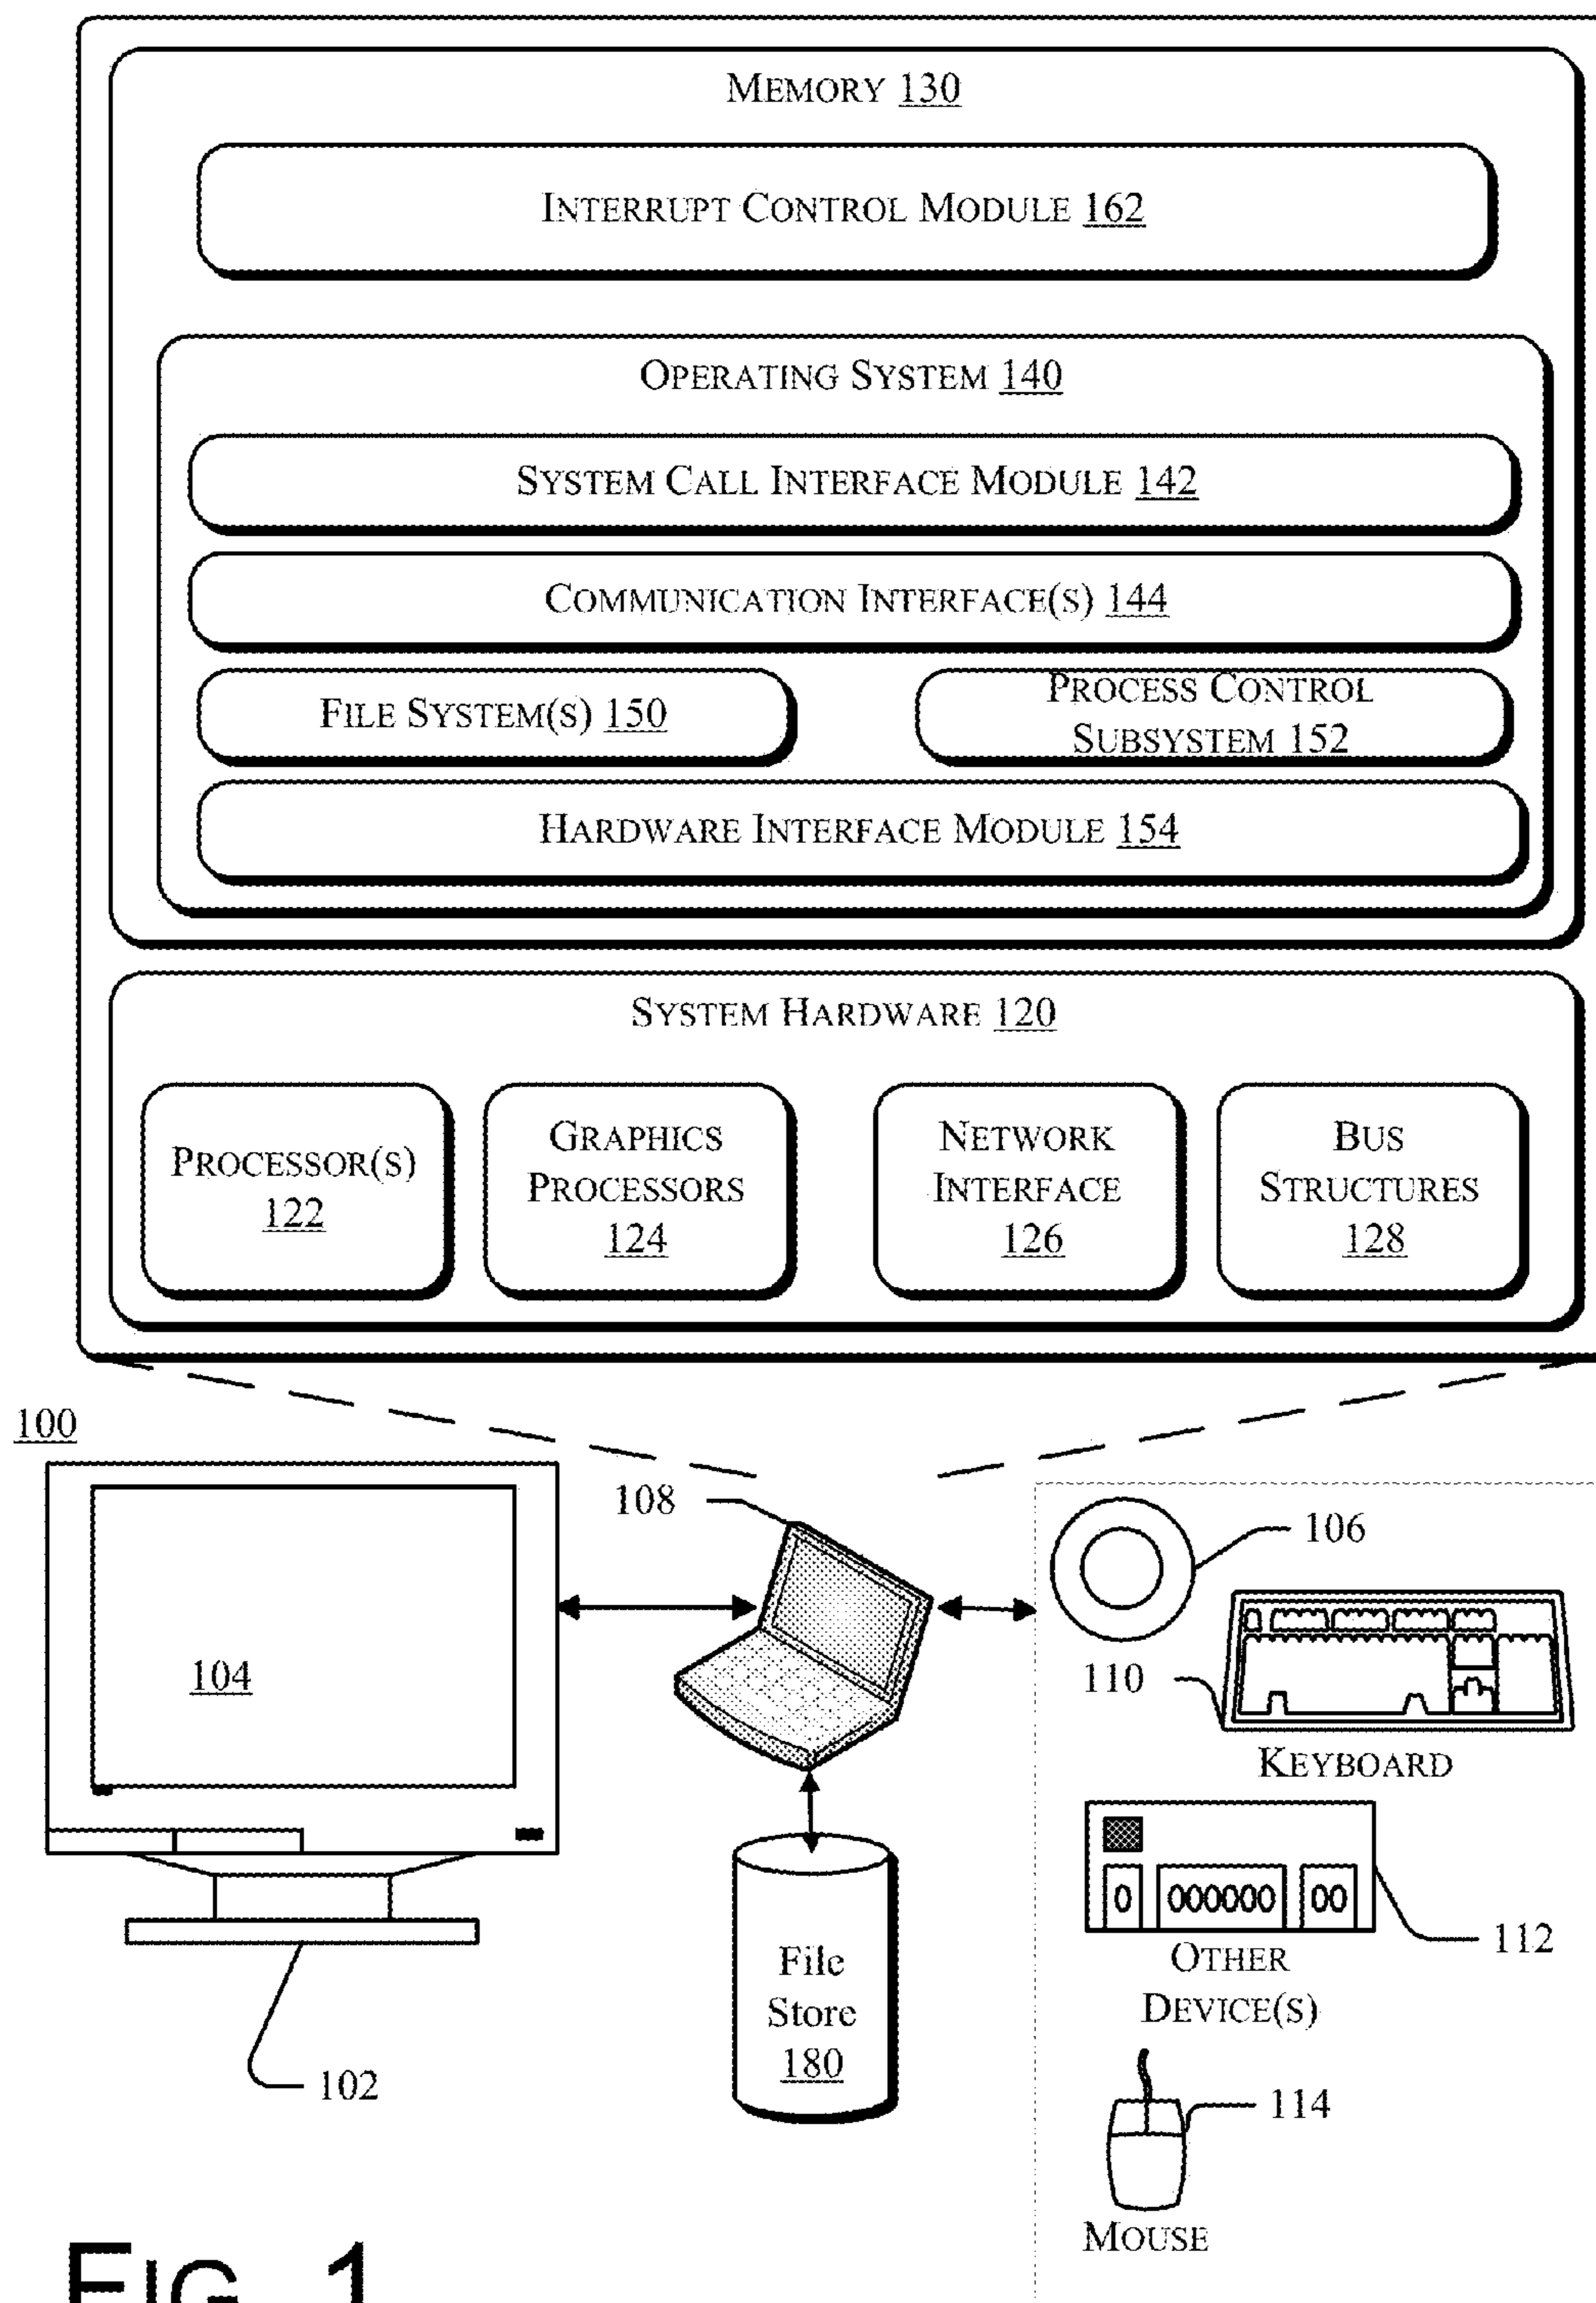 MEMORY 130
INTERRUPT CONTROL MODULE 162
OPERATING SYSTEM 140
SYSTEM CALL INTERFACE MODULE 142
COMMUNICATION INTERFACE(S) 144
FILE SYSTEM(S) 150
PROCESS CONTROL
SUBSYSTEM 152
HARDWARE INTERFACE MODULE 154
SYSTEM HARDWARE 120
PROCESSOR(S)
122
GRAPHICS
PROCESSORS
124
NETWORK
INTERFACE
126
BUS
STRUCTURES
128
100
108
106
104
110
KEYBOARD
112
OTHER
DEVICE(S)
File
Store
180
102
114
MOUSE
FIG. 1